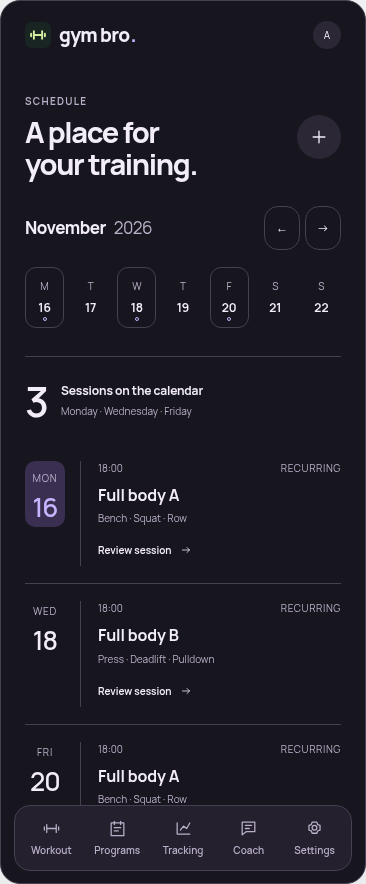 gym bro.
A
SCHEDULE
A place for
your training.
+
November 2026
← →
M T W T F S S
16 17 18 19 20 21 22
3
Sessions on the calendar
Monday · Wednesday · Friday
MON
16
18:00 RECURRING
Full body A
Bench · Squat · Row
Review session →
WED
18
18:00 RECURRING
Full body B
Press · Deadlift · Pulldown
Review session →
FRI
20
18:00 RECURRING
Full body A
Bench · Squat · Row
Workout Programs Tracking Coach Settings